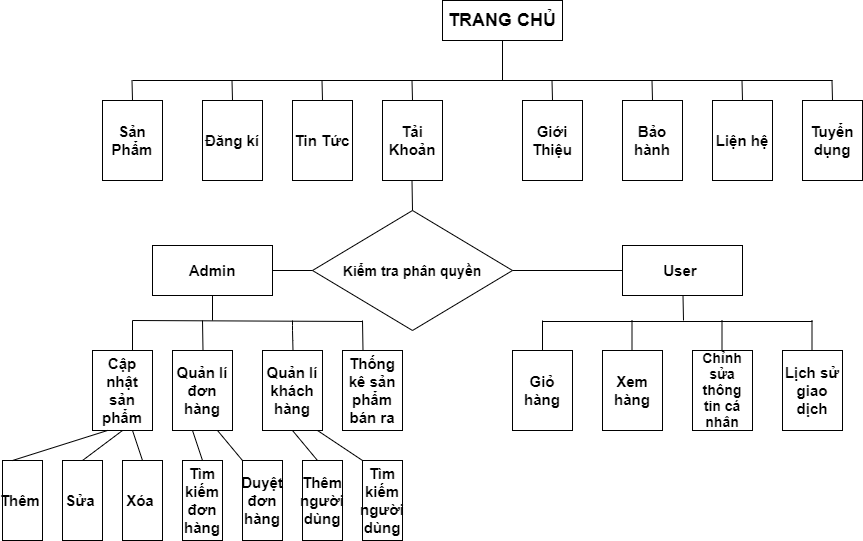 TRANG CHỦ
Sản
Phẩm
Đăng kí
Tin Tức
Tải
Khoản
Giới
Thiệu
Bảo
hành
Liện hệ
Tuyển
dụng
Admin
Kiểm tra phân quyền
User
Cập
nhật
sản
phẩm
Quản lí
đơn
hàng
Quản lí
khách
hàng
Thống
kê sản
phẩm
bán ra
Giỏ
hàng
Xem
hàng
Chỉnh
sửa
thông
tin cá
nhân
Lịch sử
giao
dịch
Thêm
Sửa
Xóa
Tìm
kiếm
đơn
hàng
Duyệt
đơn
hàng
Thêm
người
dùng
Tìm
kiếm
người
dùng